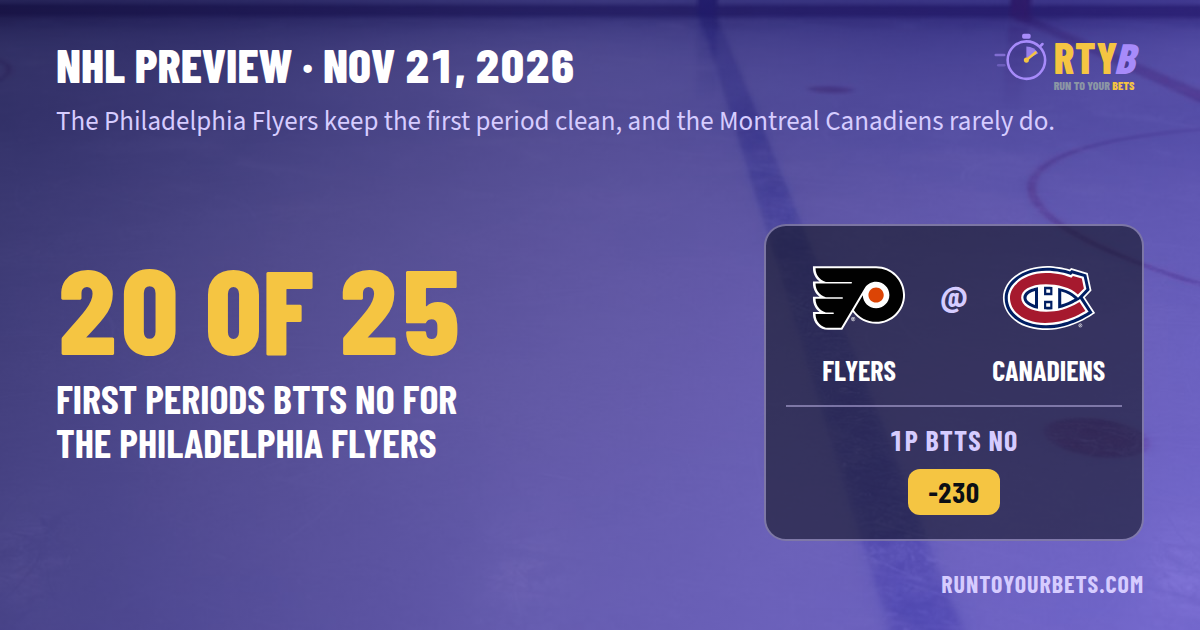 NHL PREVIEW · NOV 21, 2026
RTYB
RUN TO YOUR BETS
The Philadelphia Flyers keep the first period clean, and the Montreal Canadiens rarely do.
20 OF 25
FIRST PERIODS BTTS NO FOR
THE PHILADELPHIA FLYERS
@
FLYERS
CANADIENS
1P BTTS NO
-230
RUNTOYOURBETS.COM